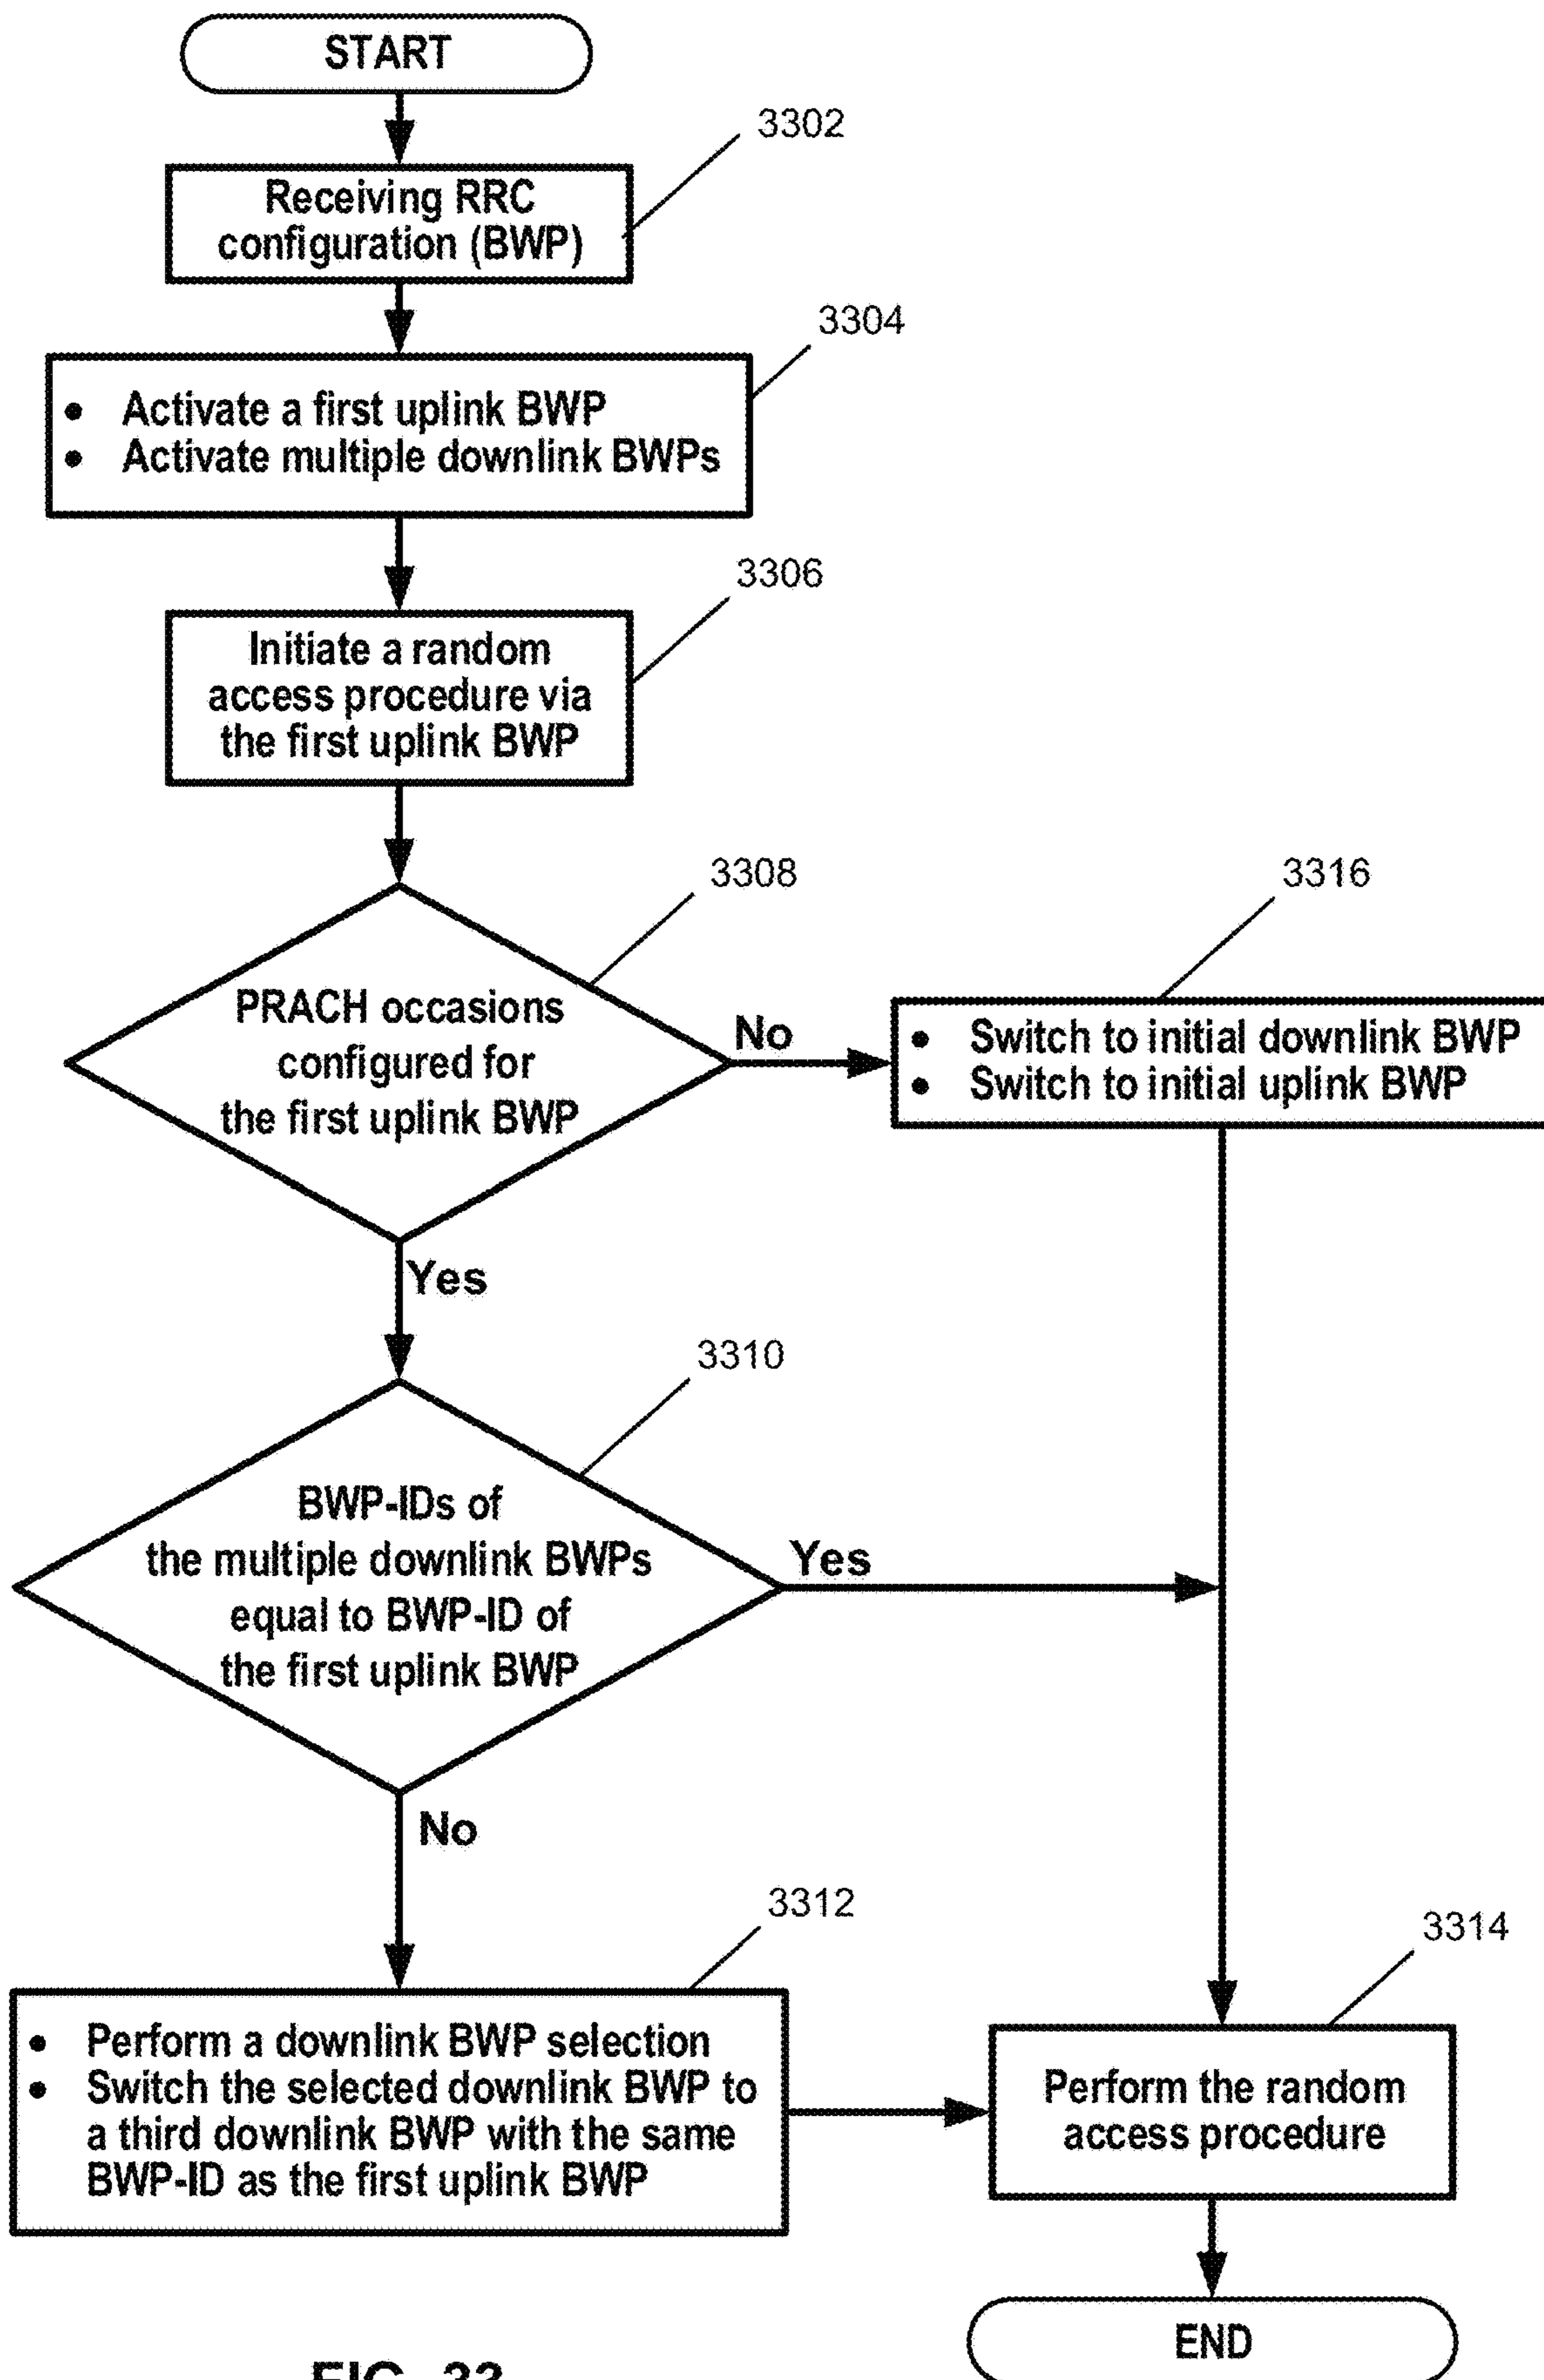 START
3302
Receiving RRC
configuration (BWP)
3304
• Activate a first uplink BWP
• Activate multiple downlink BWPs
3306
Initiate a random
access procedure via
the first uplink BWP
3308
PRACH occasions
configured for
the first uplink BWP
No
3316
• Switch to initial downlink BWP
• Switch to initial uplink BWP
Yes
3310
BWP-IDs of
the multiple downlink BWPs
equal to BWP-ID of
the first uplink BWP
Yes
No
3312
• Perform a downlink BWP selection
• Switch the selected downlink BWP to
a third downlink BWP with the same
BWP-ID as the first uplink BWP
3314
Perform the random
access procedure
END
FIG. 33